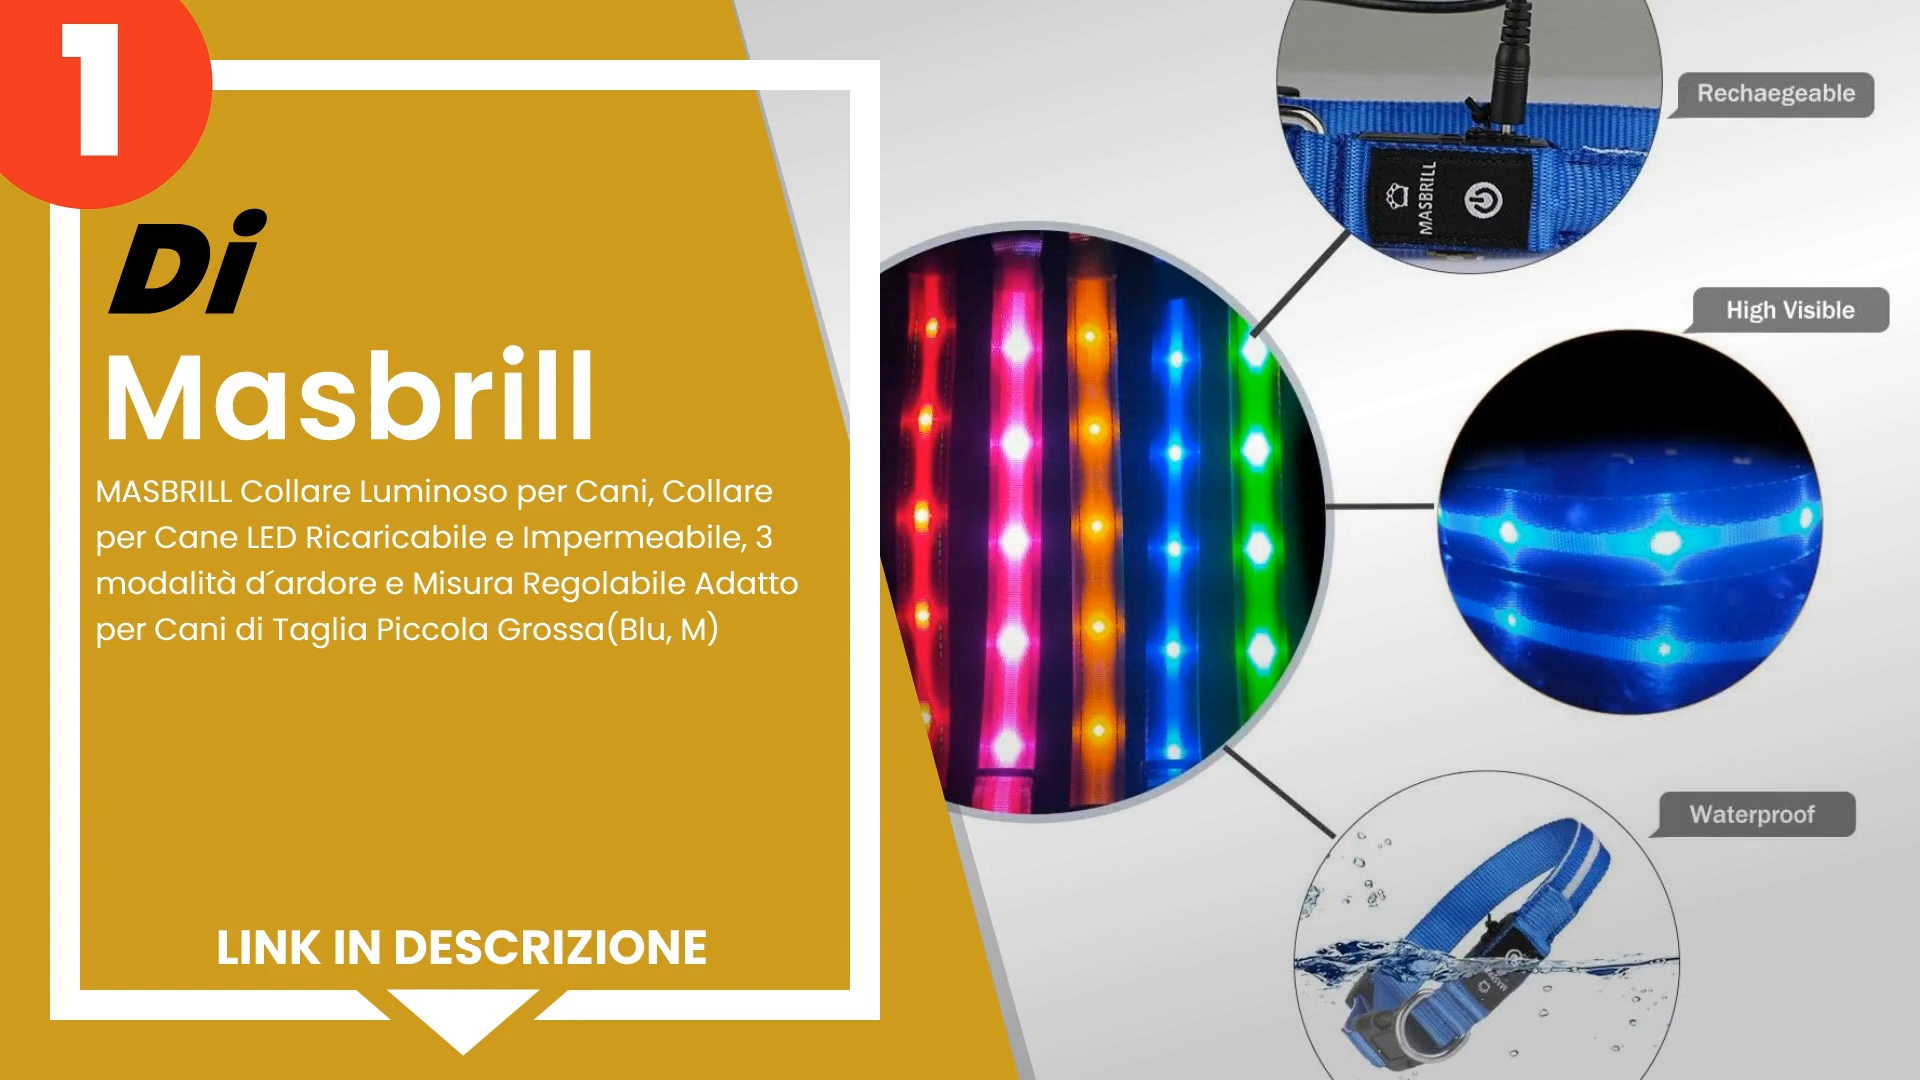 1
Di
Masbrill
MASBRILL Collare Luminoso per Cani, Collare
per Cane LED Ricaricabile e Impermeabile, 3
modalità d´ardore e Misura Regolabile Adatto
per Cani di Taglia Piccola Grossa(Blu, M)
LINK IN DESCRIZIONE
Rechaegeable
MASBRILL
High Visible
Waterproof
MASBRILL